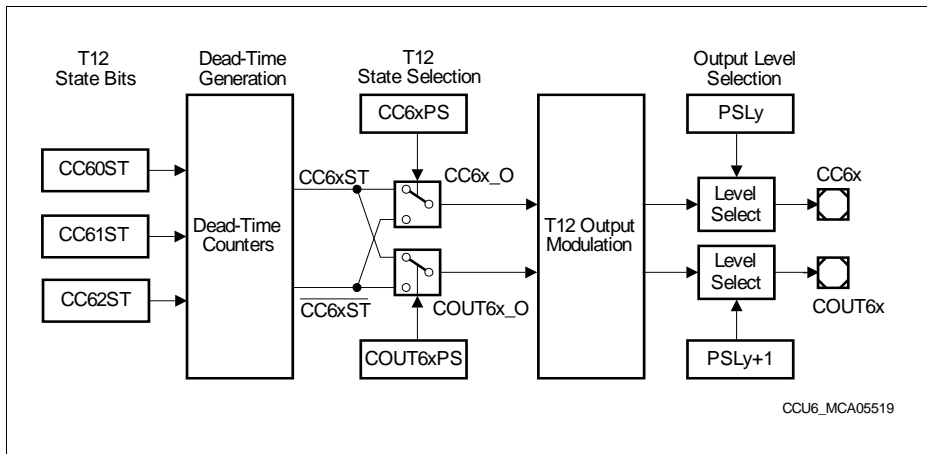 T12
State Bits
Dead-Time
Generation
T12
State Selection
Output Level
Selection
CC6xPS
PSLy
CC60ST
CC6xST
CC6x_O
CC6x
Level
Select
CC61ST
Dead-Time
Counters
T12 Output
Modulation
Level
Select
CC62ST
CC6xST
COUT6x_O
COUT6x
COUT6xPS
PSLy+1
CCU6_MCA05519